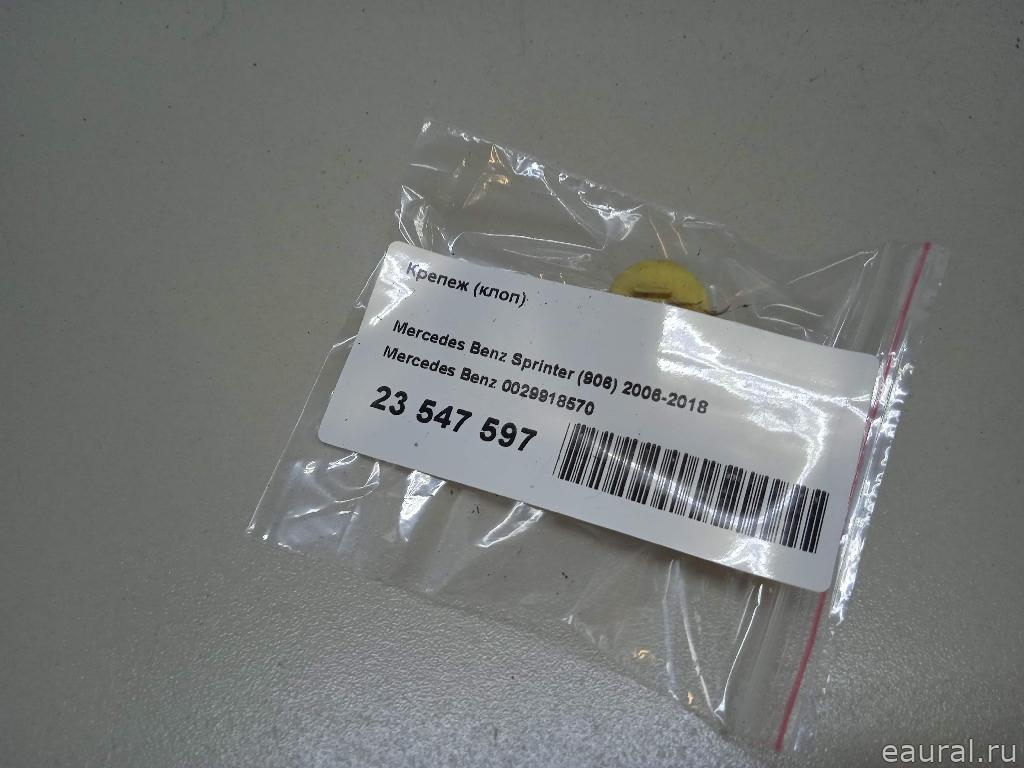 Крепеж (клоп)
Mercedes Benz Sprinter (906) 2006-2018
Mercedes Benz 0029918570
23 547 597
eaural.ru